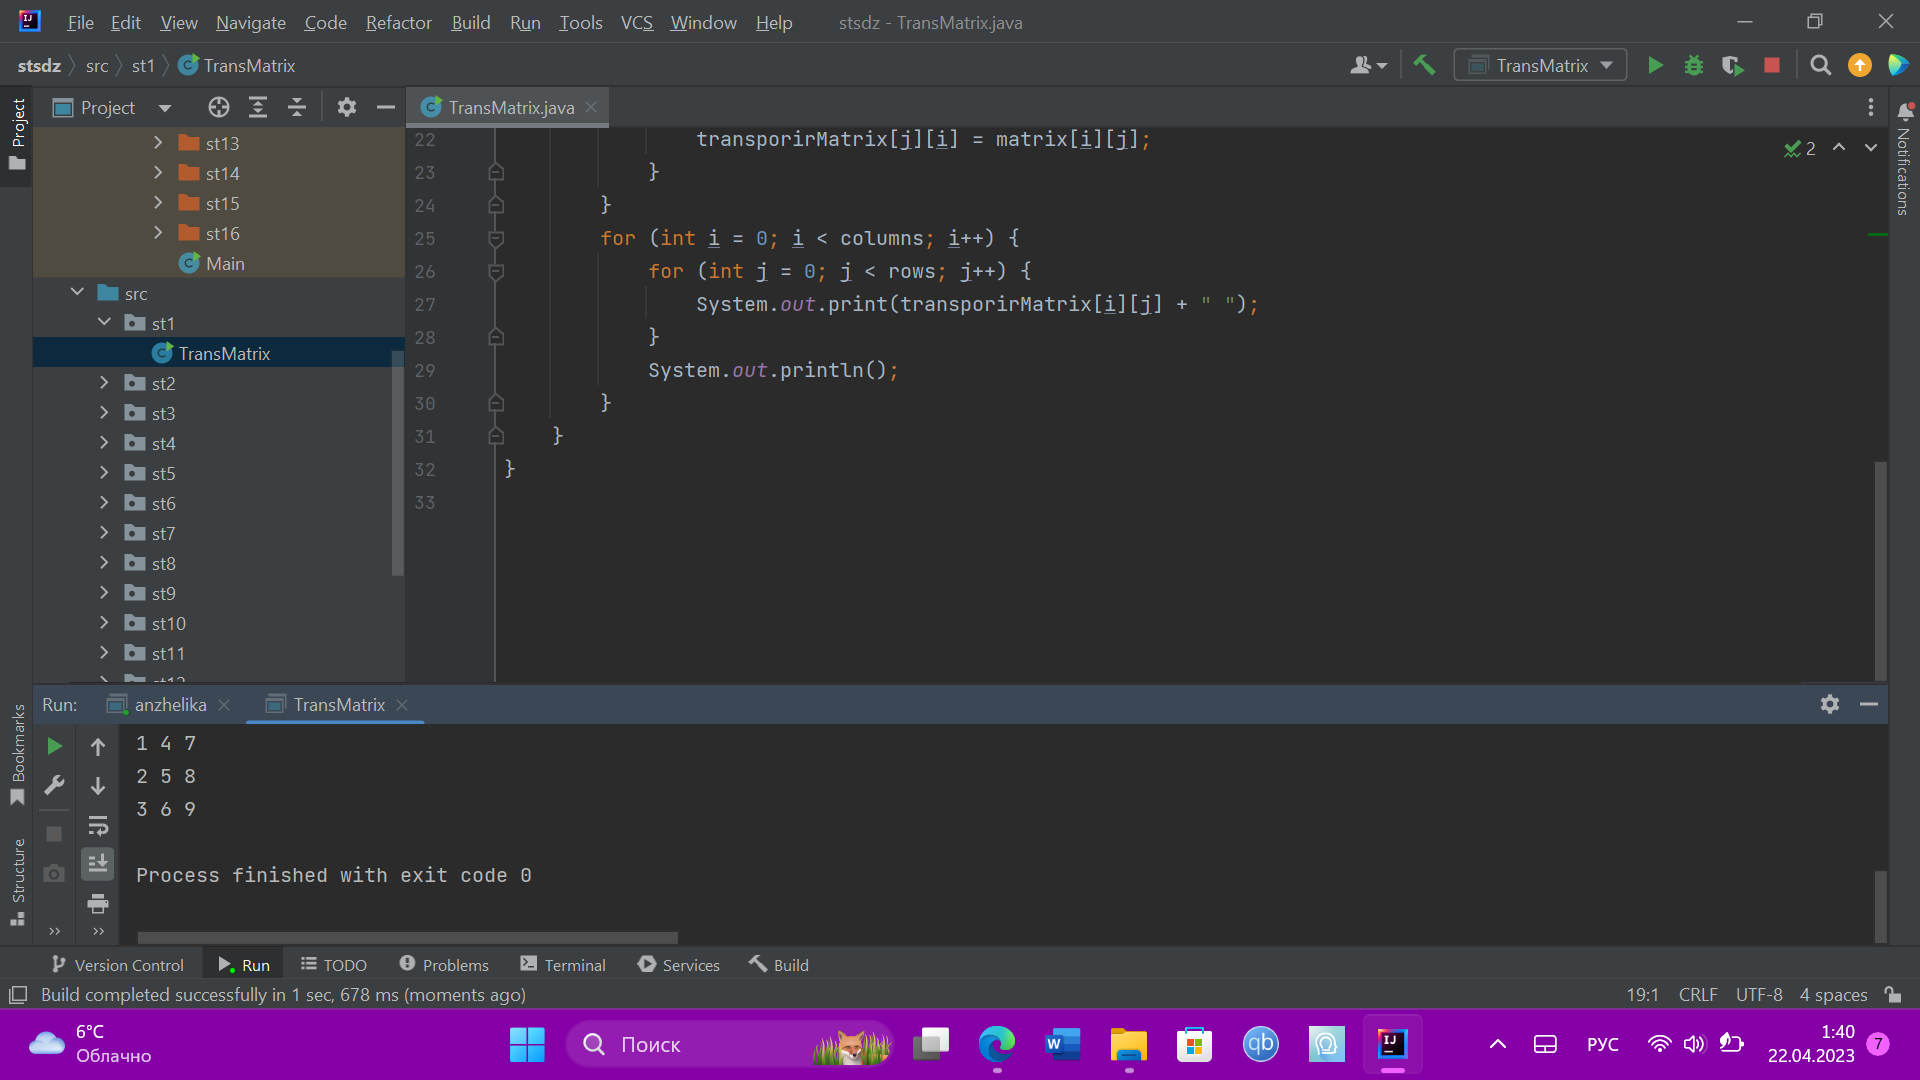 File Edit View Navigate Code Refactor Build Run Tools VCS Window Help stsdz - TransMatrix.java
stsdz src st1 TransMatrix
TransMatrix
Project
Project
TransMatrix.java
Notifications
st13
st14
st15
st16
Main
src
st1
TransMatrix
st2
st3
st4
st5
st6
st7
st8
st9
st10
st11
22 transporirMatrix[j][i] = matrix[i][j];
23 }
24 }
25 for (int i = 0; i < columns; i++) {
26 for (int j = 0; j < rows; j++) {
27 System.out.print(transporirMatrix[i][j] + " ");
28 }
29 System.out.println();
30 }
31 }
32 }
33
2
Run: anzhelika TransMatrix
Bookmarks
Structure
1 4 7
2 5 8
3 6 9
Process finished with exit code 0
Version Control Run TODO Problems Terminal Services Build
Build completed successfully in 1 sec, 678 ms (moments ago) 19:1 CRLF UTF-8 4 spaces
6°C
Облачно
Поиск
РУС
1:40
22.04.2023
7